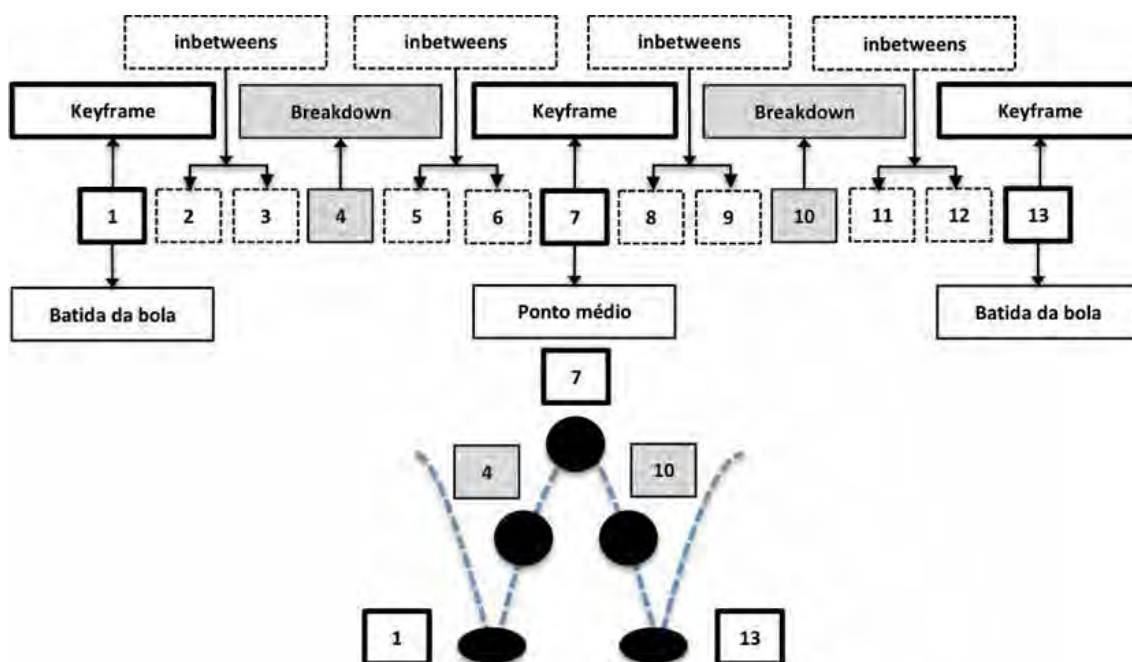 inbetweens
inbetweens
inbetweens
inbetweens
Keyframe
Breakdown
Keyframe
Breakdown
Keyframe
1 2 3 4 5 6 7 8 9 10 11 12 13
Batida da bola
Ponto médio
Batida da bola
7
4
10
1
13